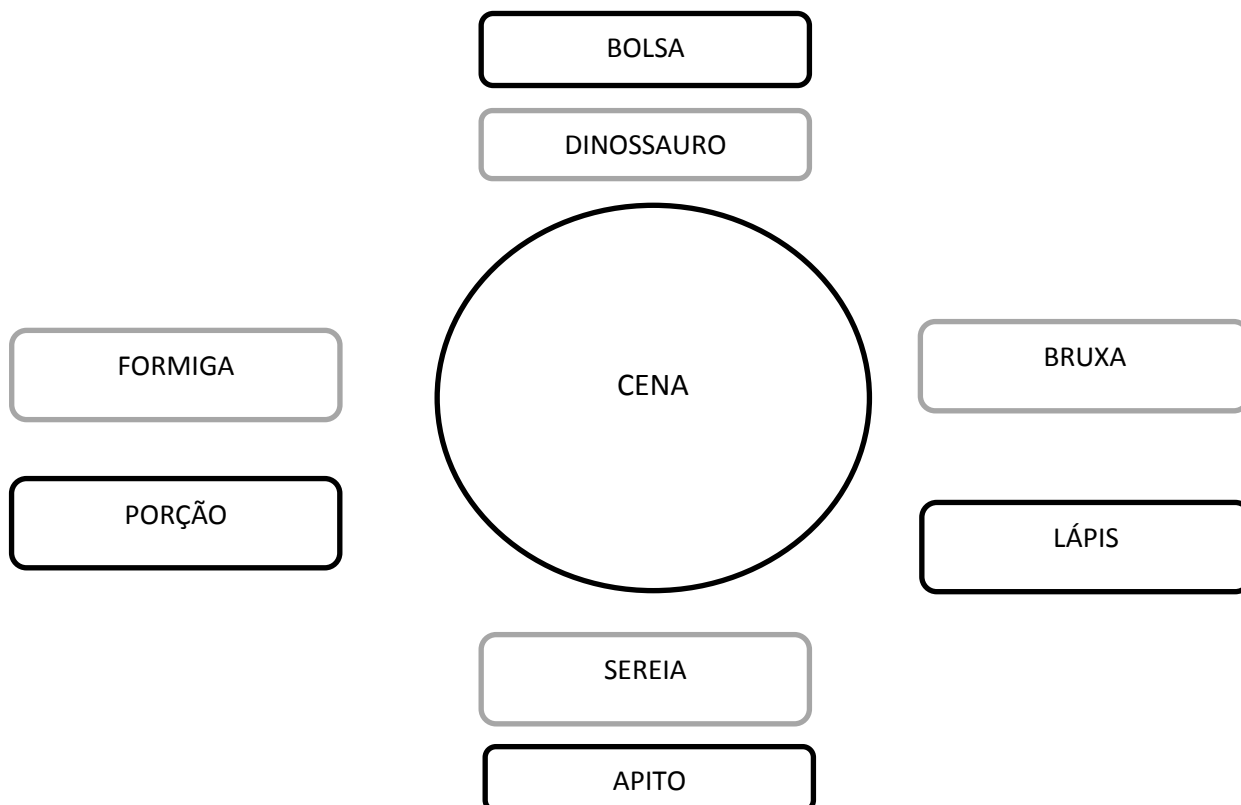 BOLSA
DINOSSAURO
FORMIGA
BRUXA
CENA
PORÇÃO
LÁPIS
SEREIA
APITO